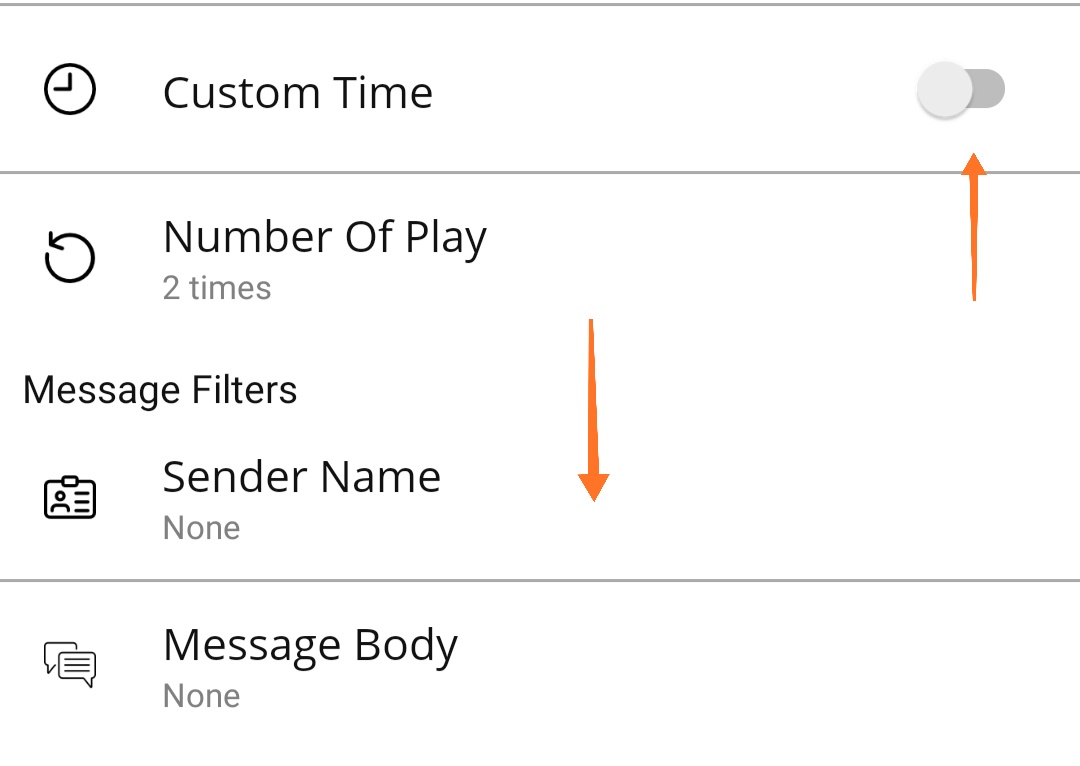 Custom Time
Number Of Play
2 times
Message Filters
Sender Name
None
Message Body
None